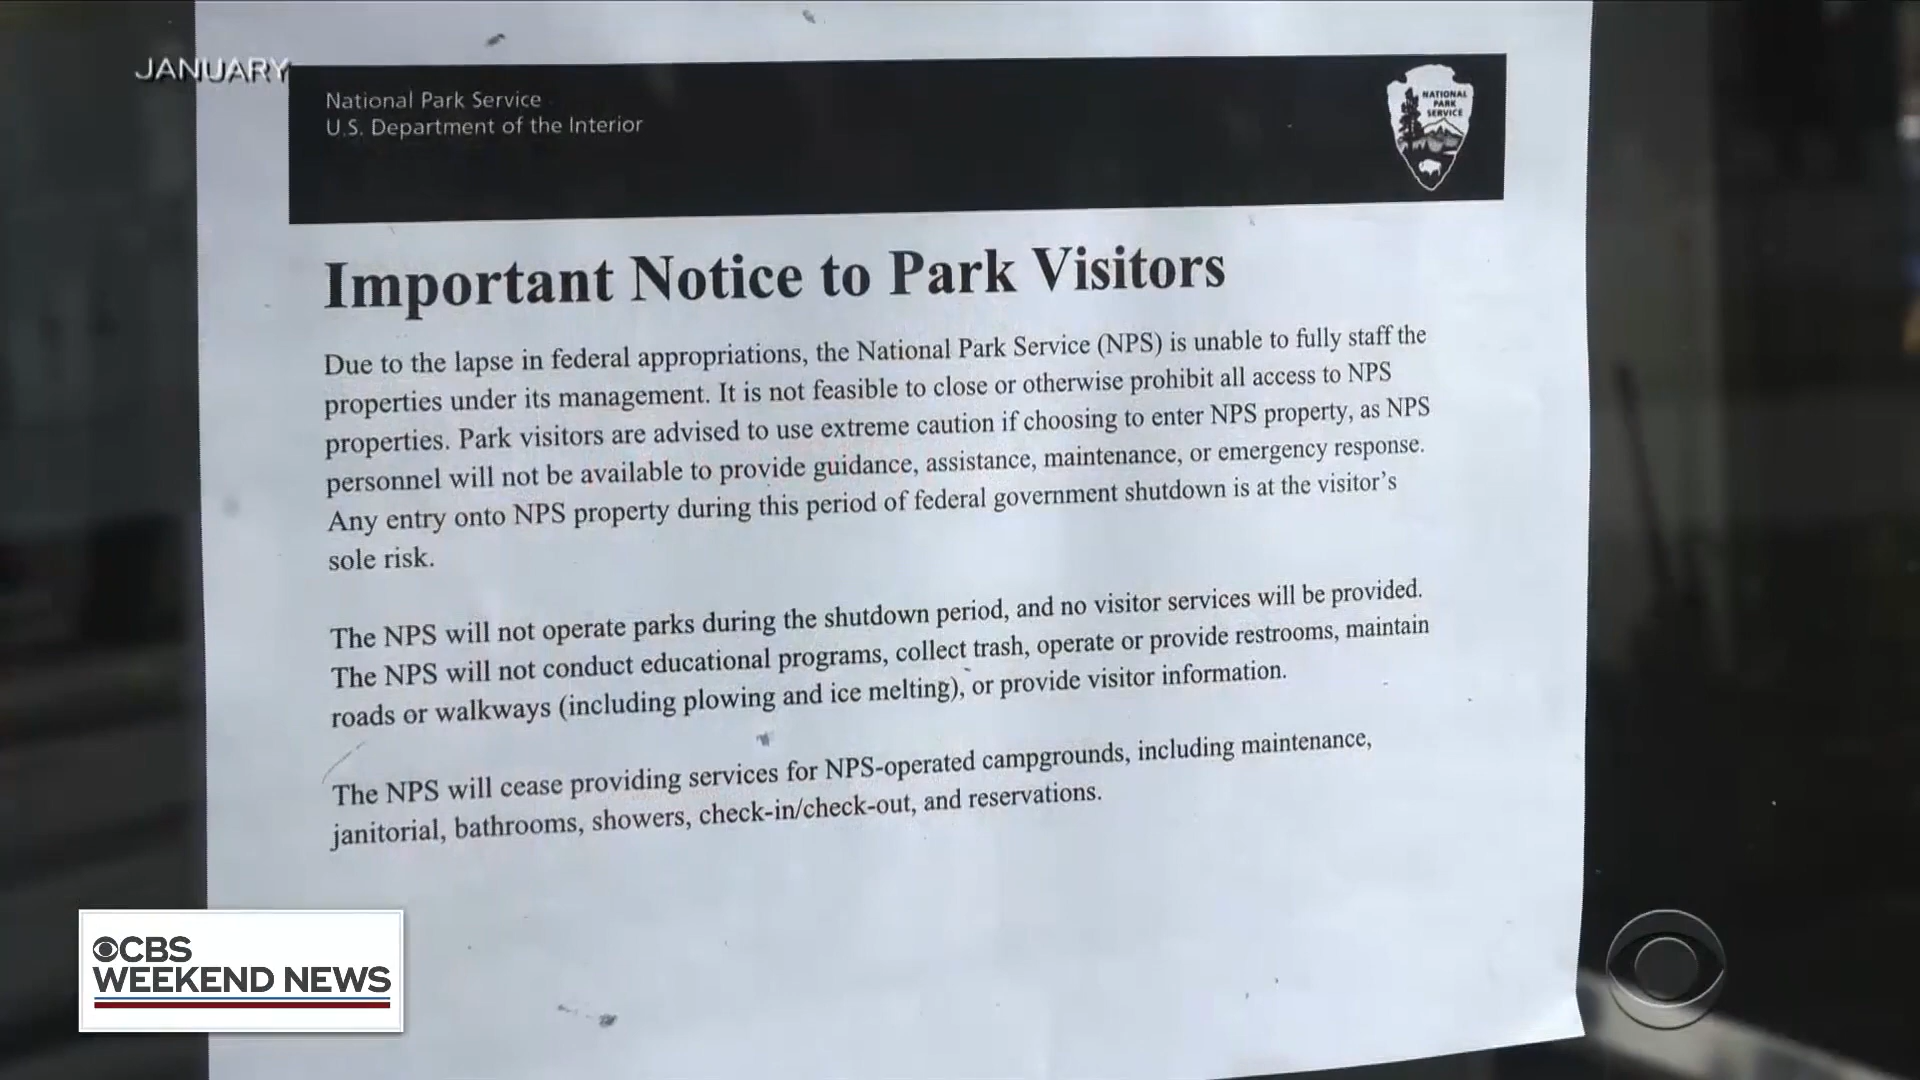 JANUARY
National Park Service
U.S. Department of the Interior
NATIONAL
PARK
SERVICE
Important Notice to Park Visitors
Due to the lapse in federal appropriations, the National Park Service (NPS) is unable to fully staff the
properties under its management. It is not feasible to close or otherwise prohibit all access to NPS
properties. Park visitors are advised to use extreme caution if choosing to enter NPS property, as NPS
personnel will not be available to provide guidance, assistance, maintenance, or emergency response.
Any entry onto NPS property during this period of federal government shutdown is at the visitor’s
sole risk.
The NPS will not operate parks during the shutdown period, and no visitor services will be provided.
The NPS will not conduct educational programs, collect trash, operate or provide restrooms, maintain
roads or walkways (including plowing and ice melting), or provide visitor information.
The NPS will cease providing services for NPS-operated campgrounds, including maintenance,
janitorial, bathrooms, showers, check-in/check-out, and reservations.
CBS
WEEKEND NEWS